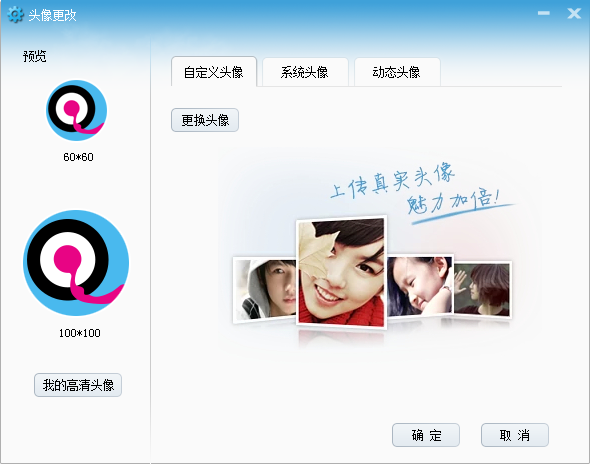 头像更改
预览
60*60
100*100
我的高清头像
自定义头像
系统头像
动态头像
更换头像
上传真实头像
魅力加倍!
确 定
取 消